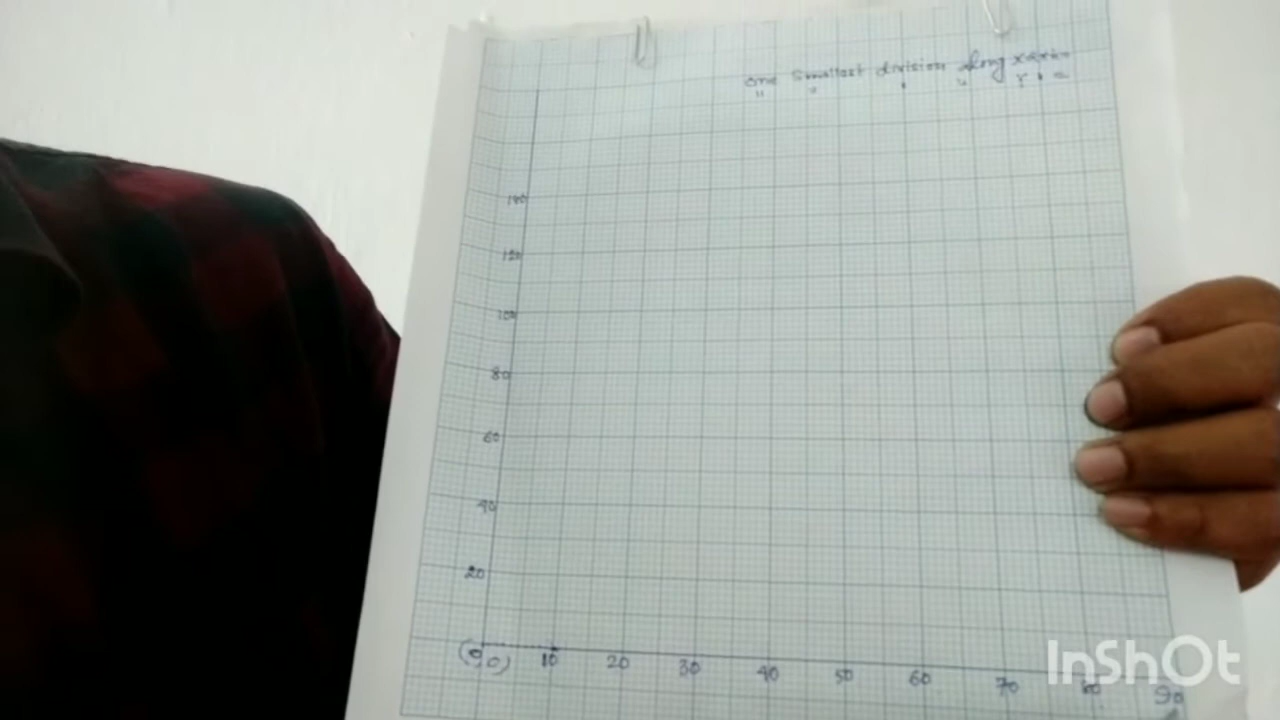 one smallest division along x axis =
" " " " Y " =
140
120
100
80
60
40
20
(0,0) 10 20 30 40 50 60 70 80 90
InShOt